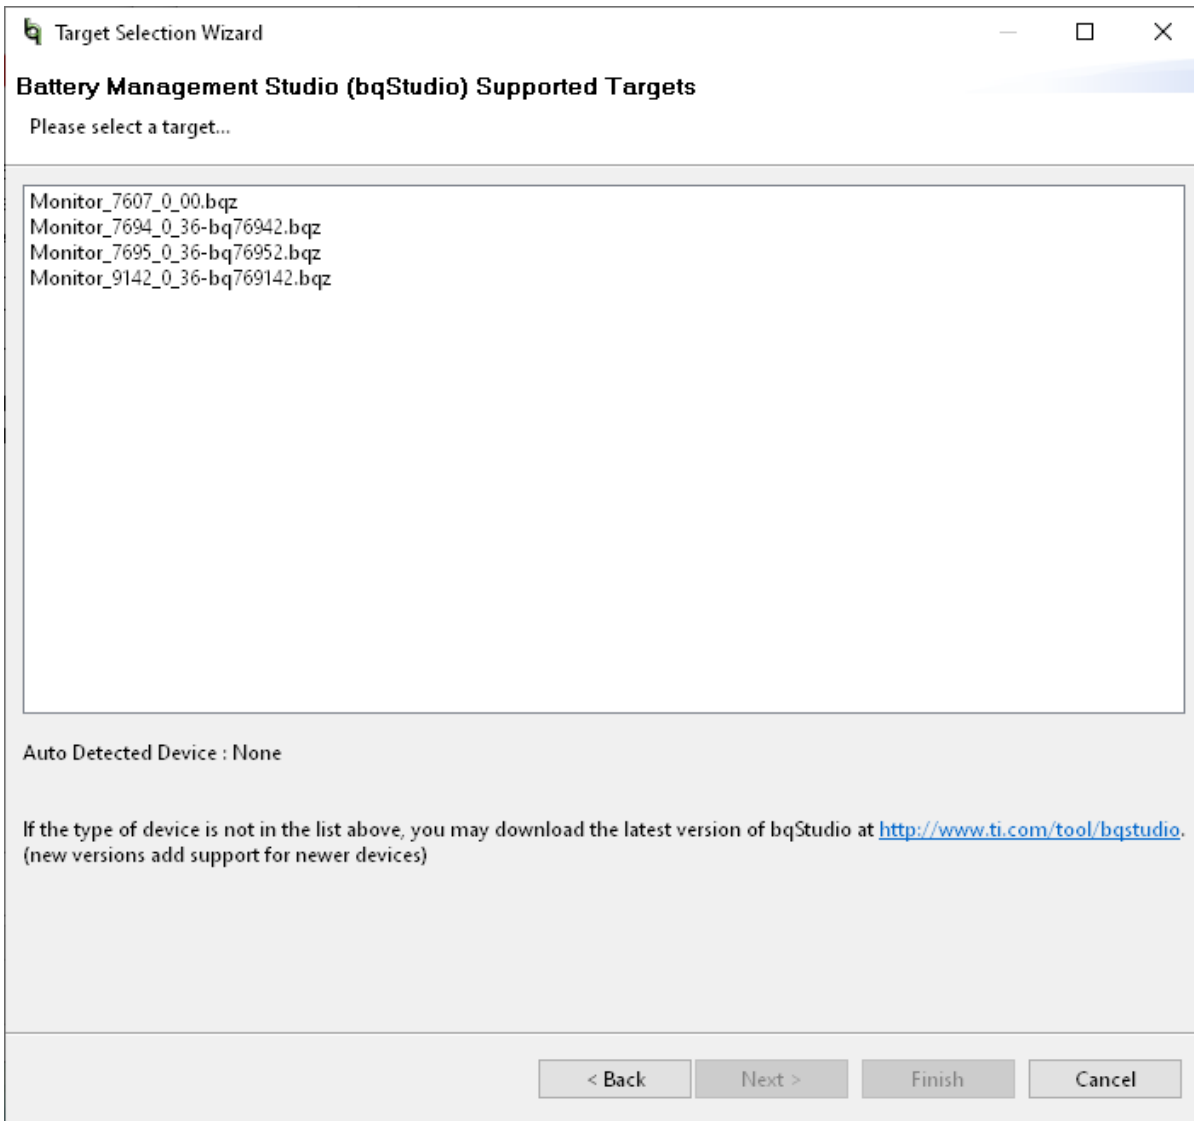 Target Selection Wizard
Battery Management Studio (bqStudio) Supported Targets
Please select a target...
Monitor_7607_0_00.bqz
Monitor_7694_0_36-bq76942.bqz
Monitor_7695_0_36-bq76952.bqz
Monitor_9142_0_36-bq769142.bqz
Auto Detected Device : None
If the type of device is not in the list above, you may download the latest version of bqStudio at http://www.ti.com/tool/bqstudio.
(new versions add support for newer devices)
< Back Next > Finish Cancel